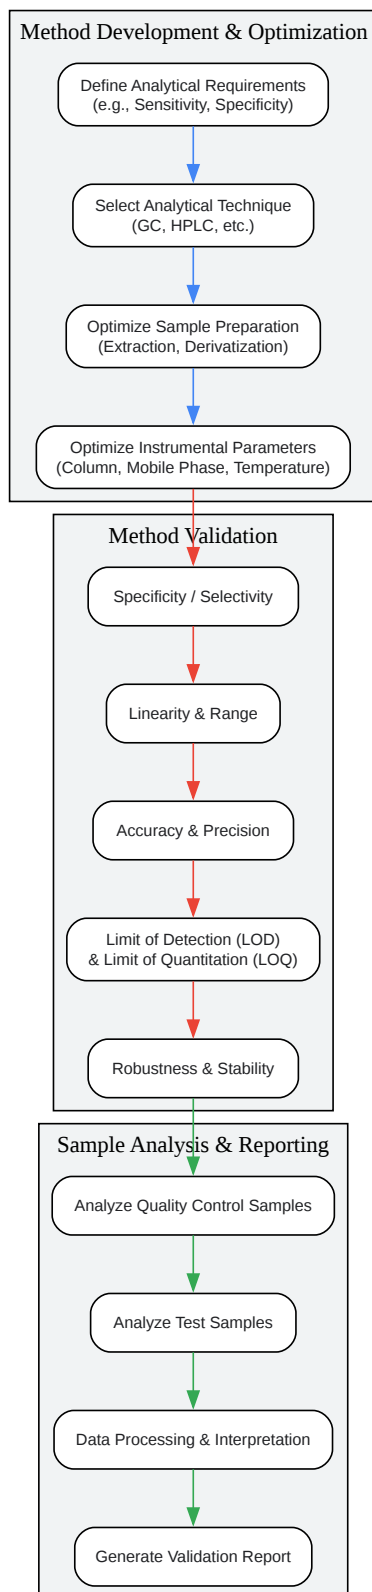 Method Development & Optimization
Define Analytical Requirements
(e.g., Sensitivity, Specificity)
Select Analytical Technique
(GC, HPLC, etc.)
Optimize Sample Preparation
(Extraction, Derivatization)
Optimize Instrumental Parameters
(Column, Mobile Phase, Temperature)
Method Validation
Specificity / Selectivity
Linearity & Range
Accuracy & Precision
Limit of Detection (LOD)
& Limit of Quantitation (LOQ)
Robustness & Stability
Sample Analysis & Reporting
Analyze Quality Control Samples
Analyze Test Samples
Data Processing & Interpretation
Generate Validation Report